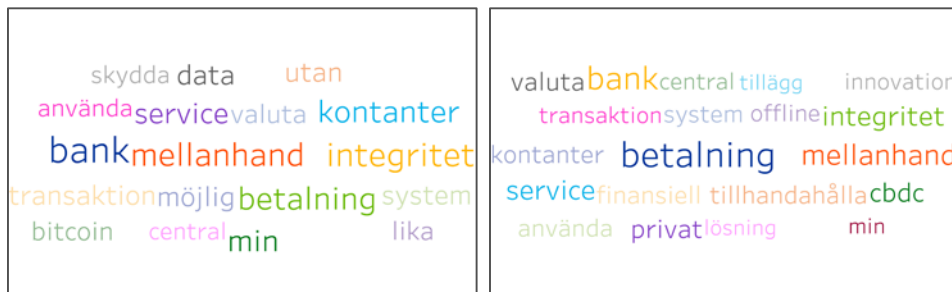 skydda data utan
använda service valuta kontanter
bank mellanhand integritet
transaktion möjlig betalning system
bitcoin central min lika
valuta bank central tillägg innovation
transaktion system offline integritet
kontanter betalning mellanhand
service finansiell tillhandahålla cbdc
använda privat lösning min